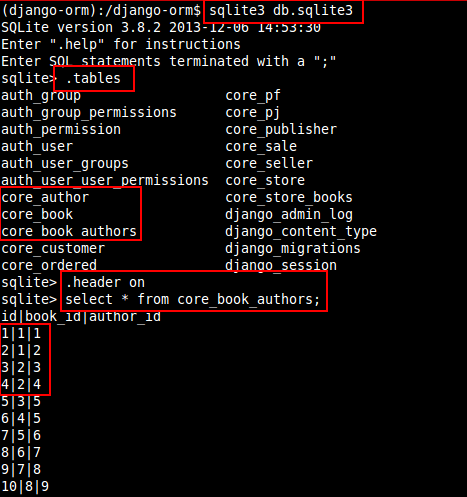 (django-orm):/django-orm$ sqlite3 db.sqlite3
SQLite version 3.8.2 2013-12-06 14:53:30
Enter ".help" for instructions
Enter SQL statements terminated with a ";"
sqlite> .tables
auth_group                  core_pf
auth_group_permissions      core_pj
auth_permission             core_publisher
auth_user                   core_sale
auth_user_groups            core_seller
auth_user_user_permissions  core_store
core_author                 core_store_books
core_book                   django_admin_log
core_book_authors           django_content_type
core_customer               django_migrations
core_ordered                django_session
sqlite> .header on
sqlite> select * from core_book_authors;
id|book_id|author_id
1|1|1
2|1|2
3|2|3
4|2|4
5|3|5
6|4|5
7|5|6
8|6|7
9|7|8
10|8|9